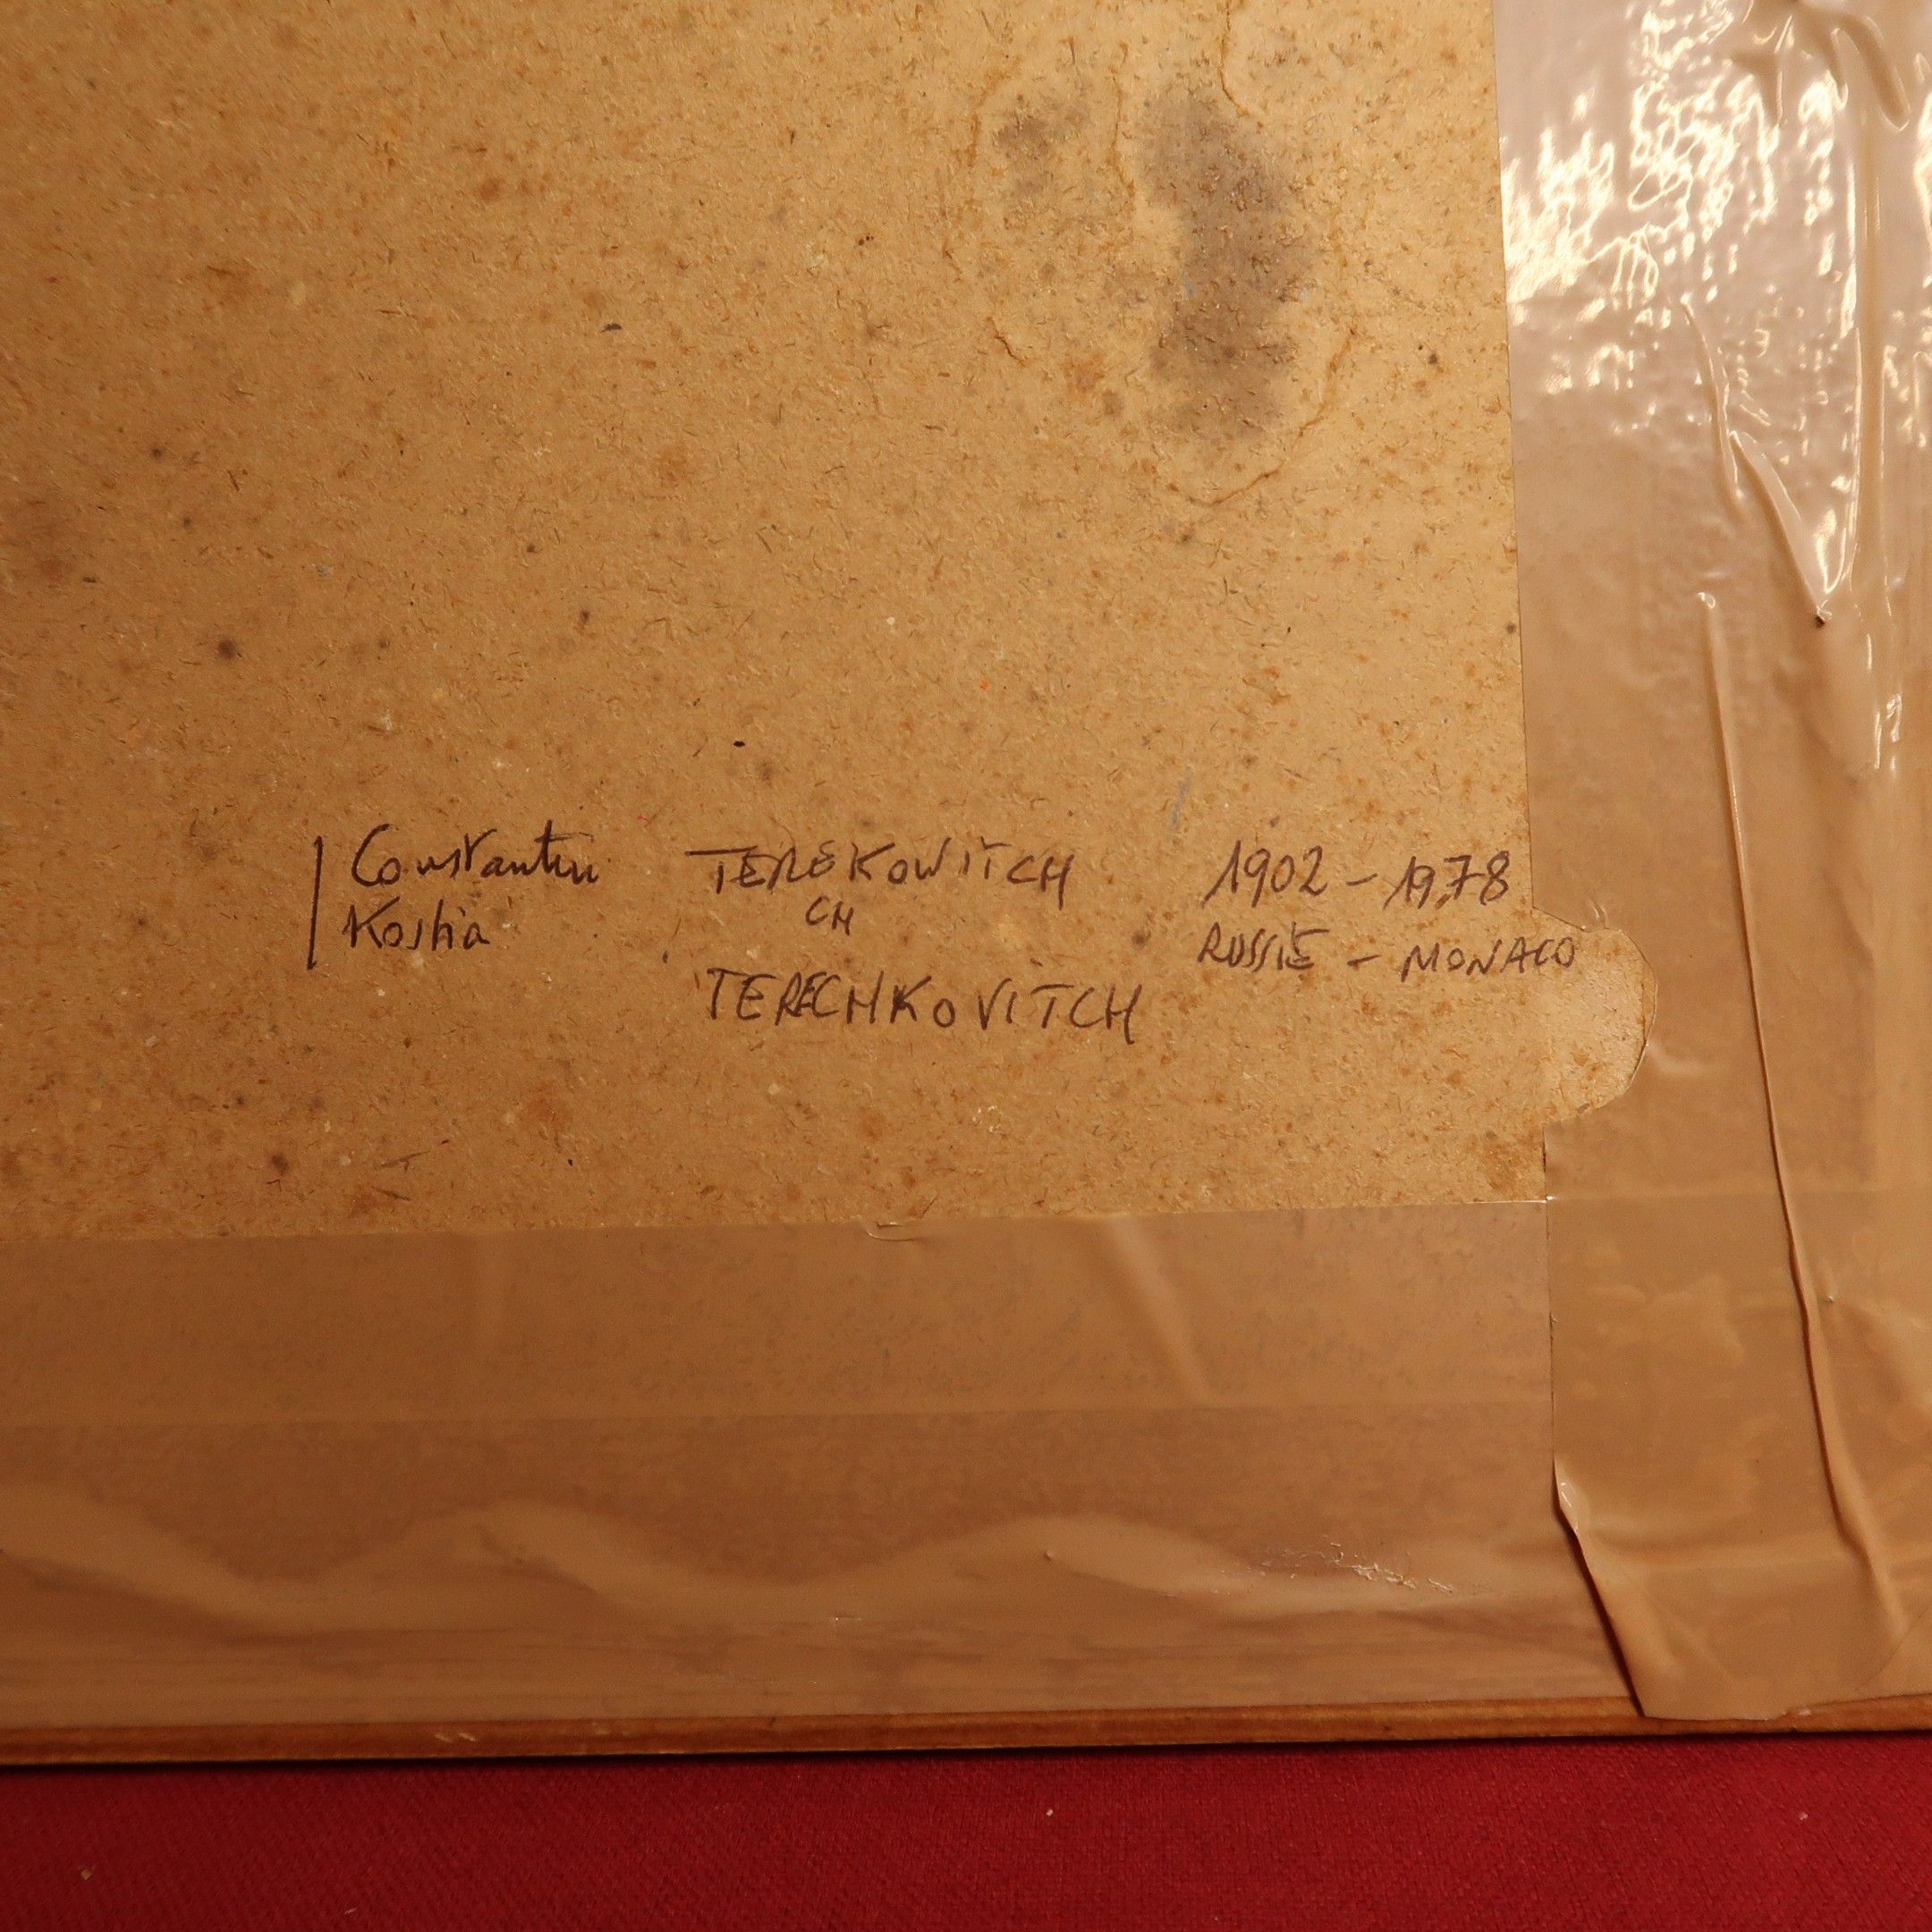 Constantin TEREKOWITCH 1902 - 1978
Kostia CH RUSSIE - MONACO
TERECHKOVITCH